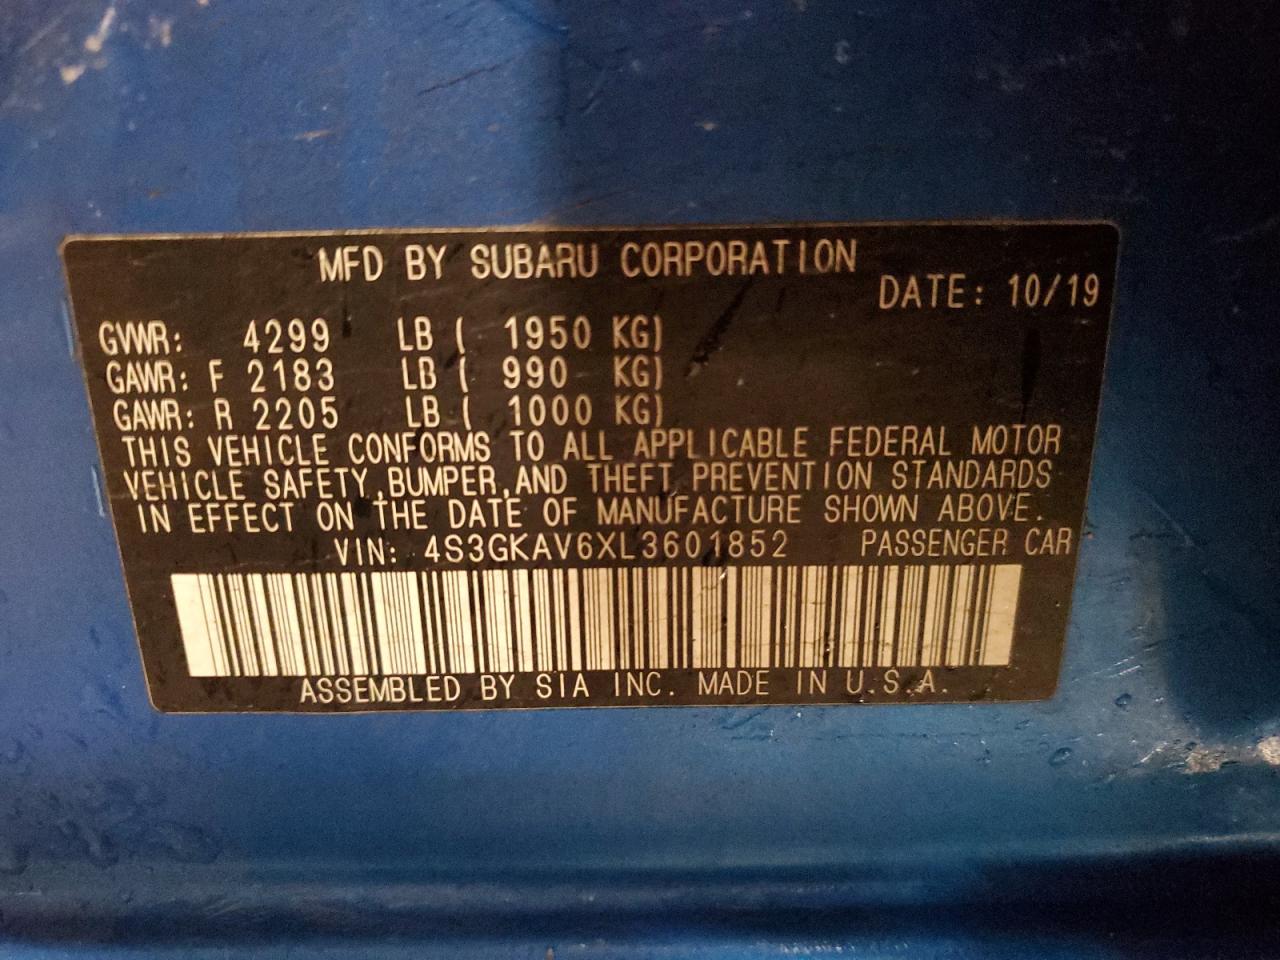 MFD BY SUBARU CORPORATION
DATE: 10/19
GVWR: 4299 LB ( 1950 KG)
GAWR: F 2183 LB ( 990 KG)
GAWR: R 2205 LB ( 1000 KG)
THIS VEHICLE CONFORMS TO ALL APPLICABLE FEDERAL MOTOR
VEHICLE SAFETY,BUMPER,AND THEFT PREVENTION STANDARDS
IN EFFECT ON THE DATE OF MANUFACTURE SHOWN ABOVE.
VIN: 4S3GKAV6XL3601852 PASSENGER CAR
ASSEMBLED BY SIA INC. MADE IN U.S.A.